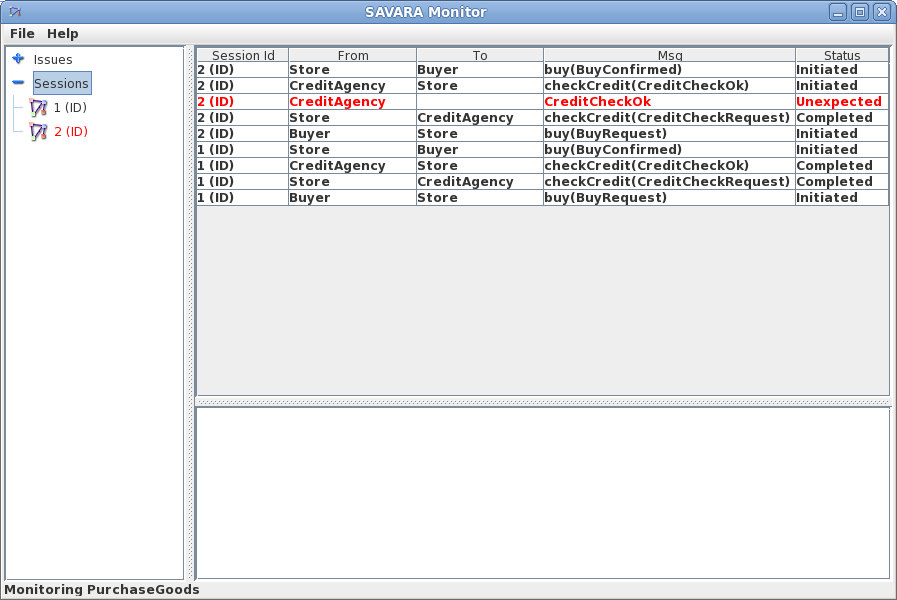 SAVARA Monitor
File Help
Issues
Sessions
1 (ID)
2 (ID)
Session Id From To Msg Status
2 (ID) Store Buyer buy(BuyConfirmed) Initiated
2 (ID) CreditAgency Store checkCredit(CreditCheckOk) Initiated
2 (ID) CreditAgency CreditCheckOk Unexpected
2 (ID) Store CreditAgency checkCredit(CreditCheckRequest) Completed
2 (ID) Buyer Store buy(BuyRequest) Initiated
1 (ID) Store Buyer buy(BuyConfirmed) Initiated
1 (ID) CreditAgency Store checkCredit(CreditCheckOk) Completed
1 (ID) Store CreditAgency checkCredit(CreditCheckRequest) Completed
1 (ID) Buyer Store buy(BuyRequest) Initiated
Monitoring PurchaseGoods